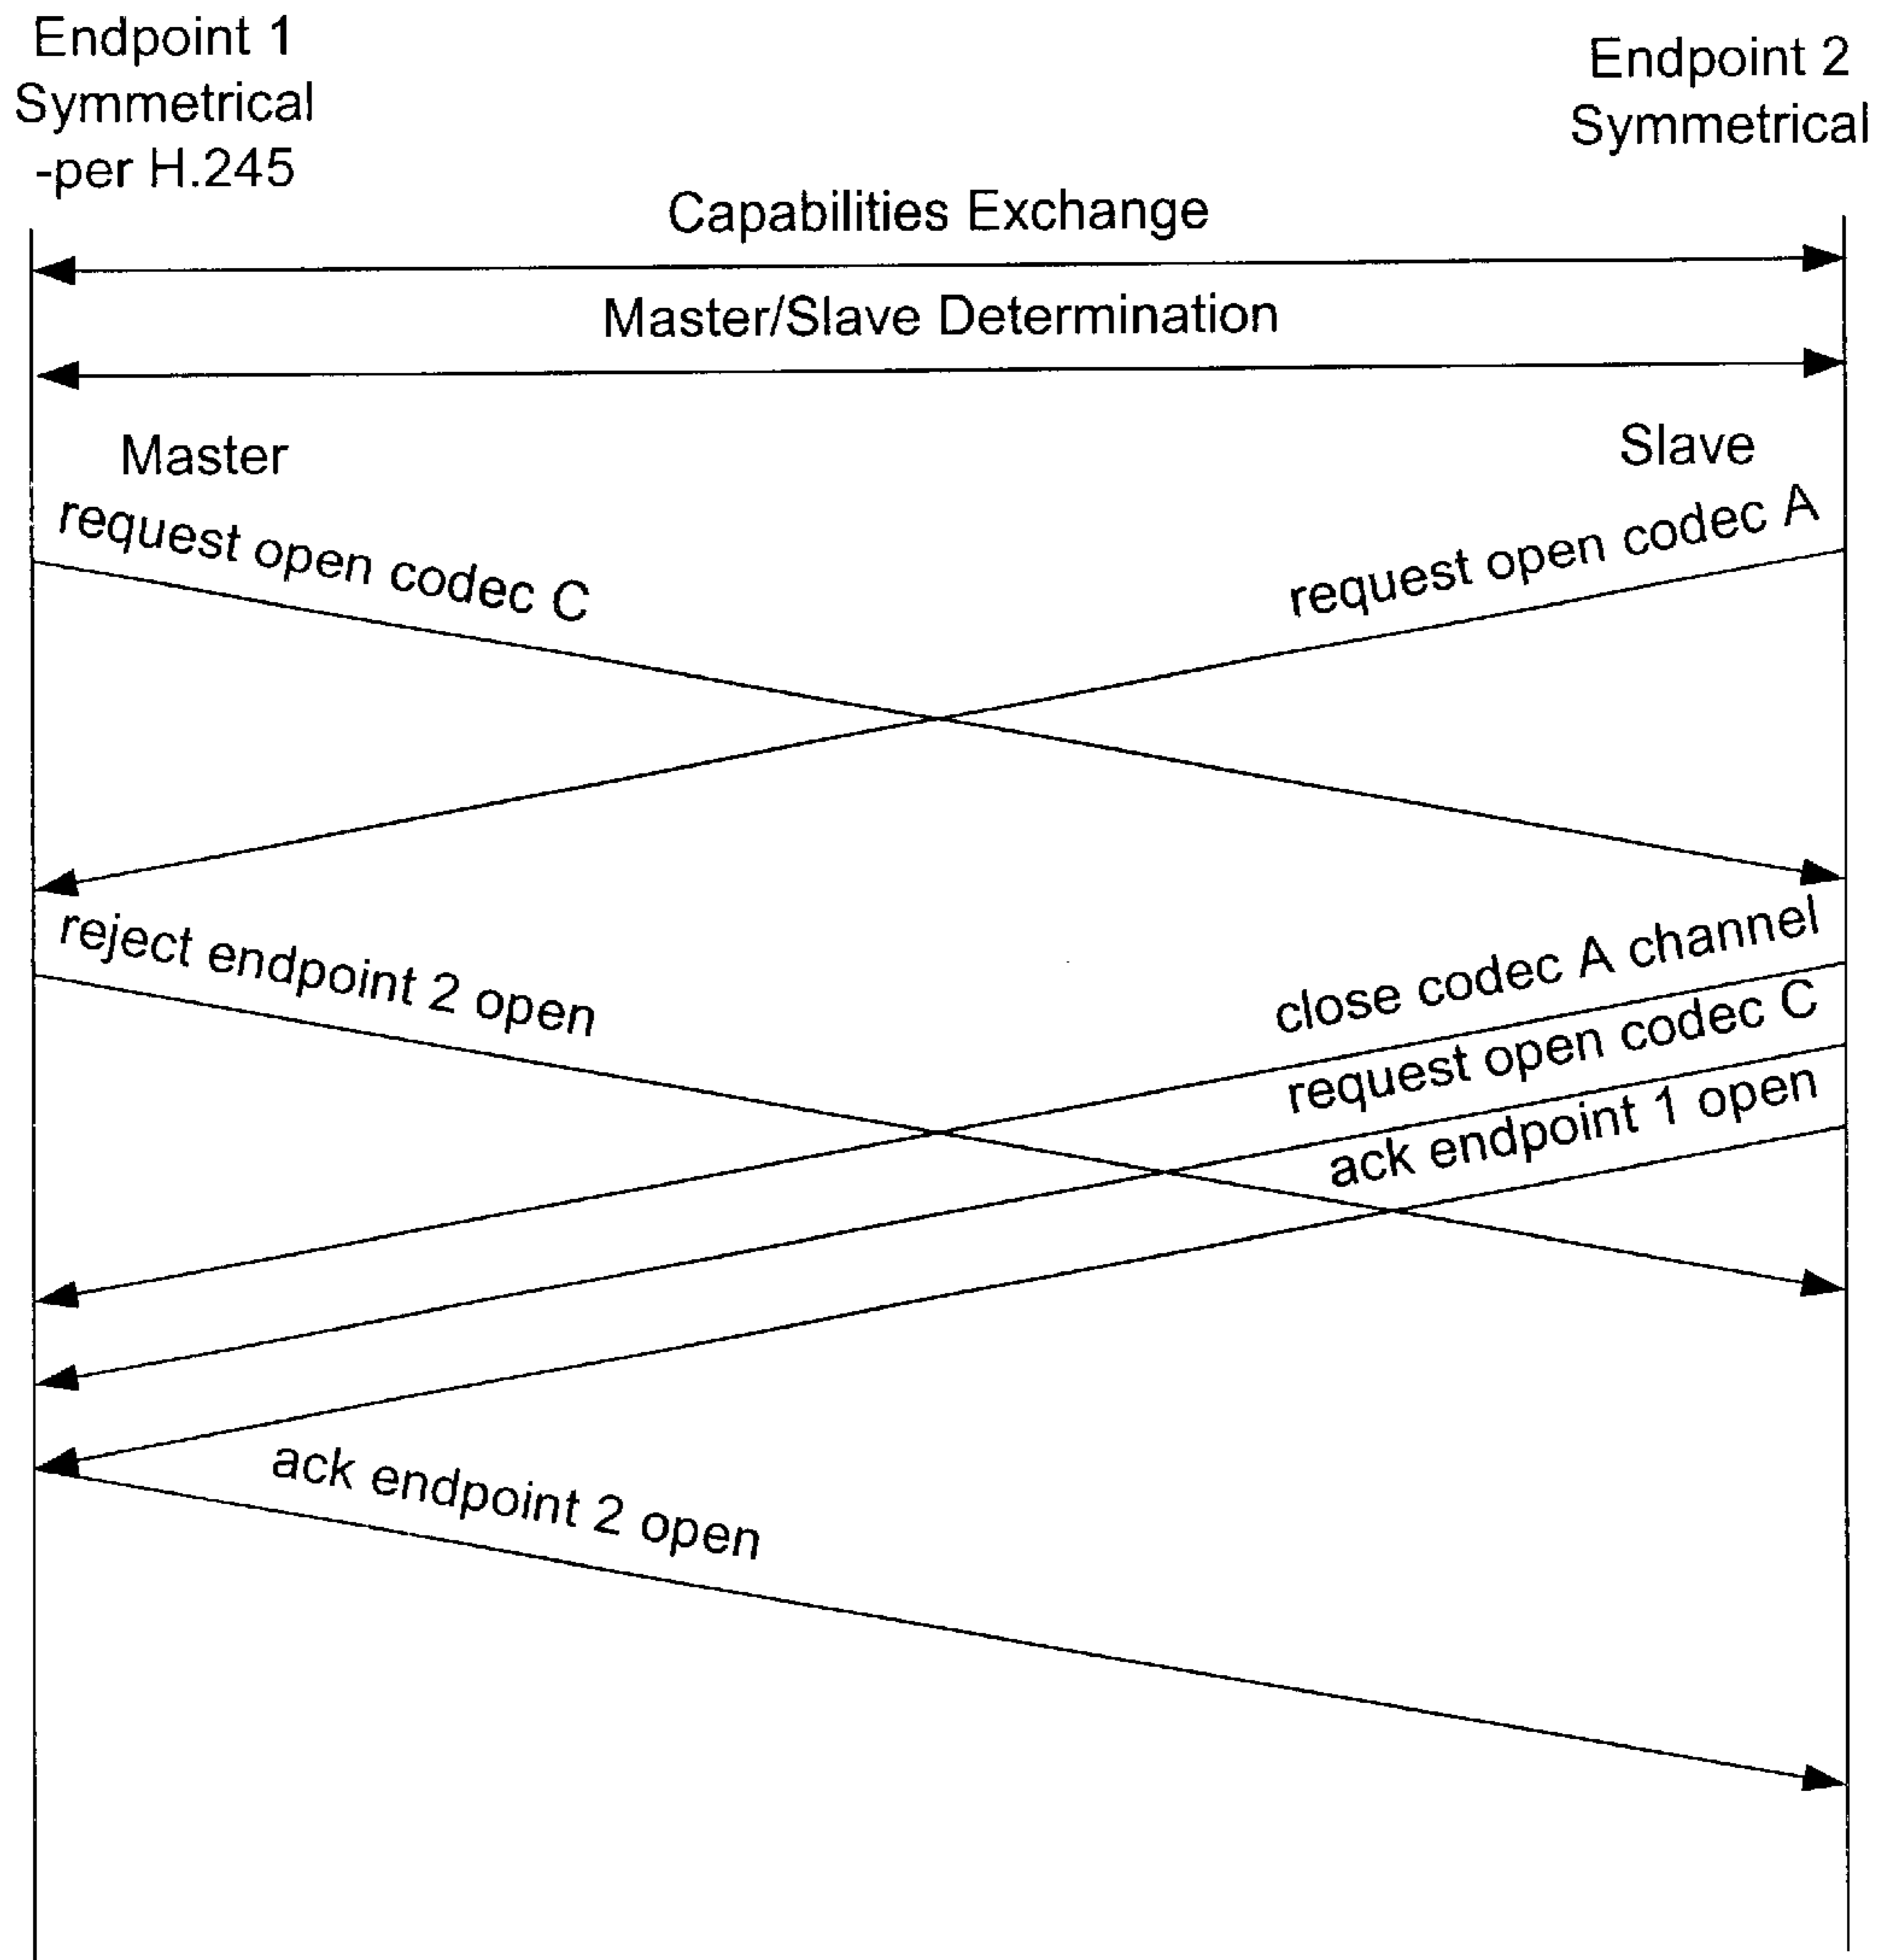 Endpoint 1
Symmetrical
-per H.245
Endpoint 2
Symmetrical
Capabilities Exchange
Master/Slave Determination
Master
Slave
request open codec C
request open codec A
reject endpoint 2 open
close codec A channel
request open codec C
ack endpoint 1 open
ack endpoint 2 open